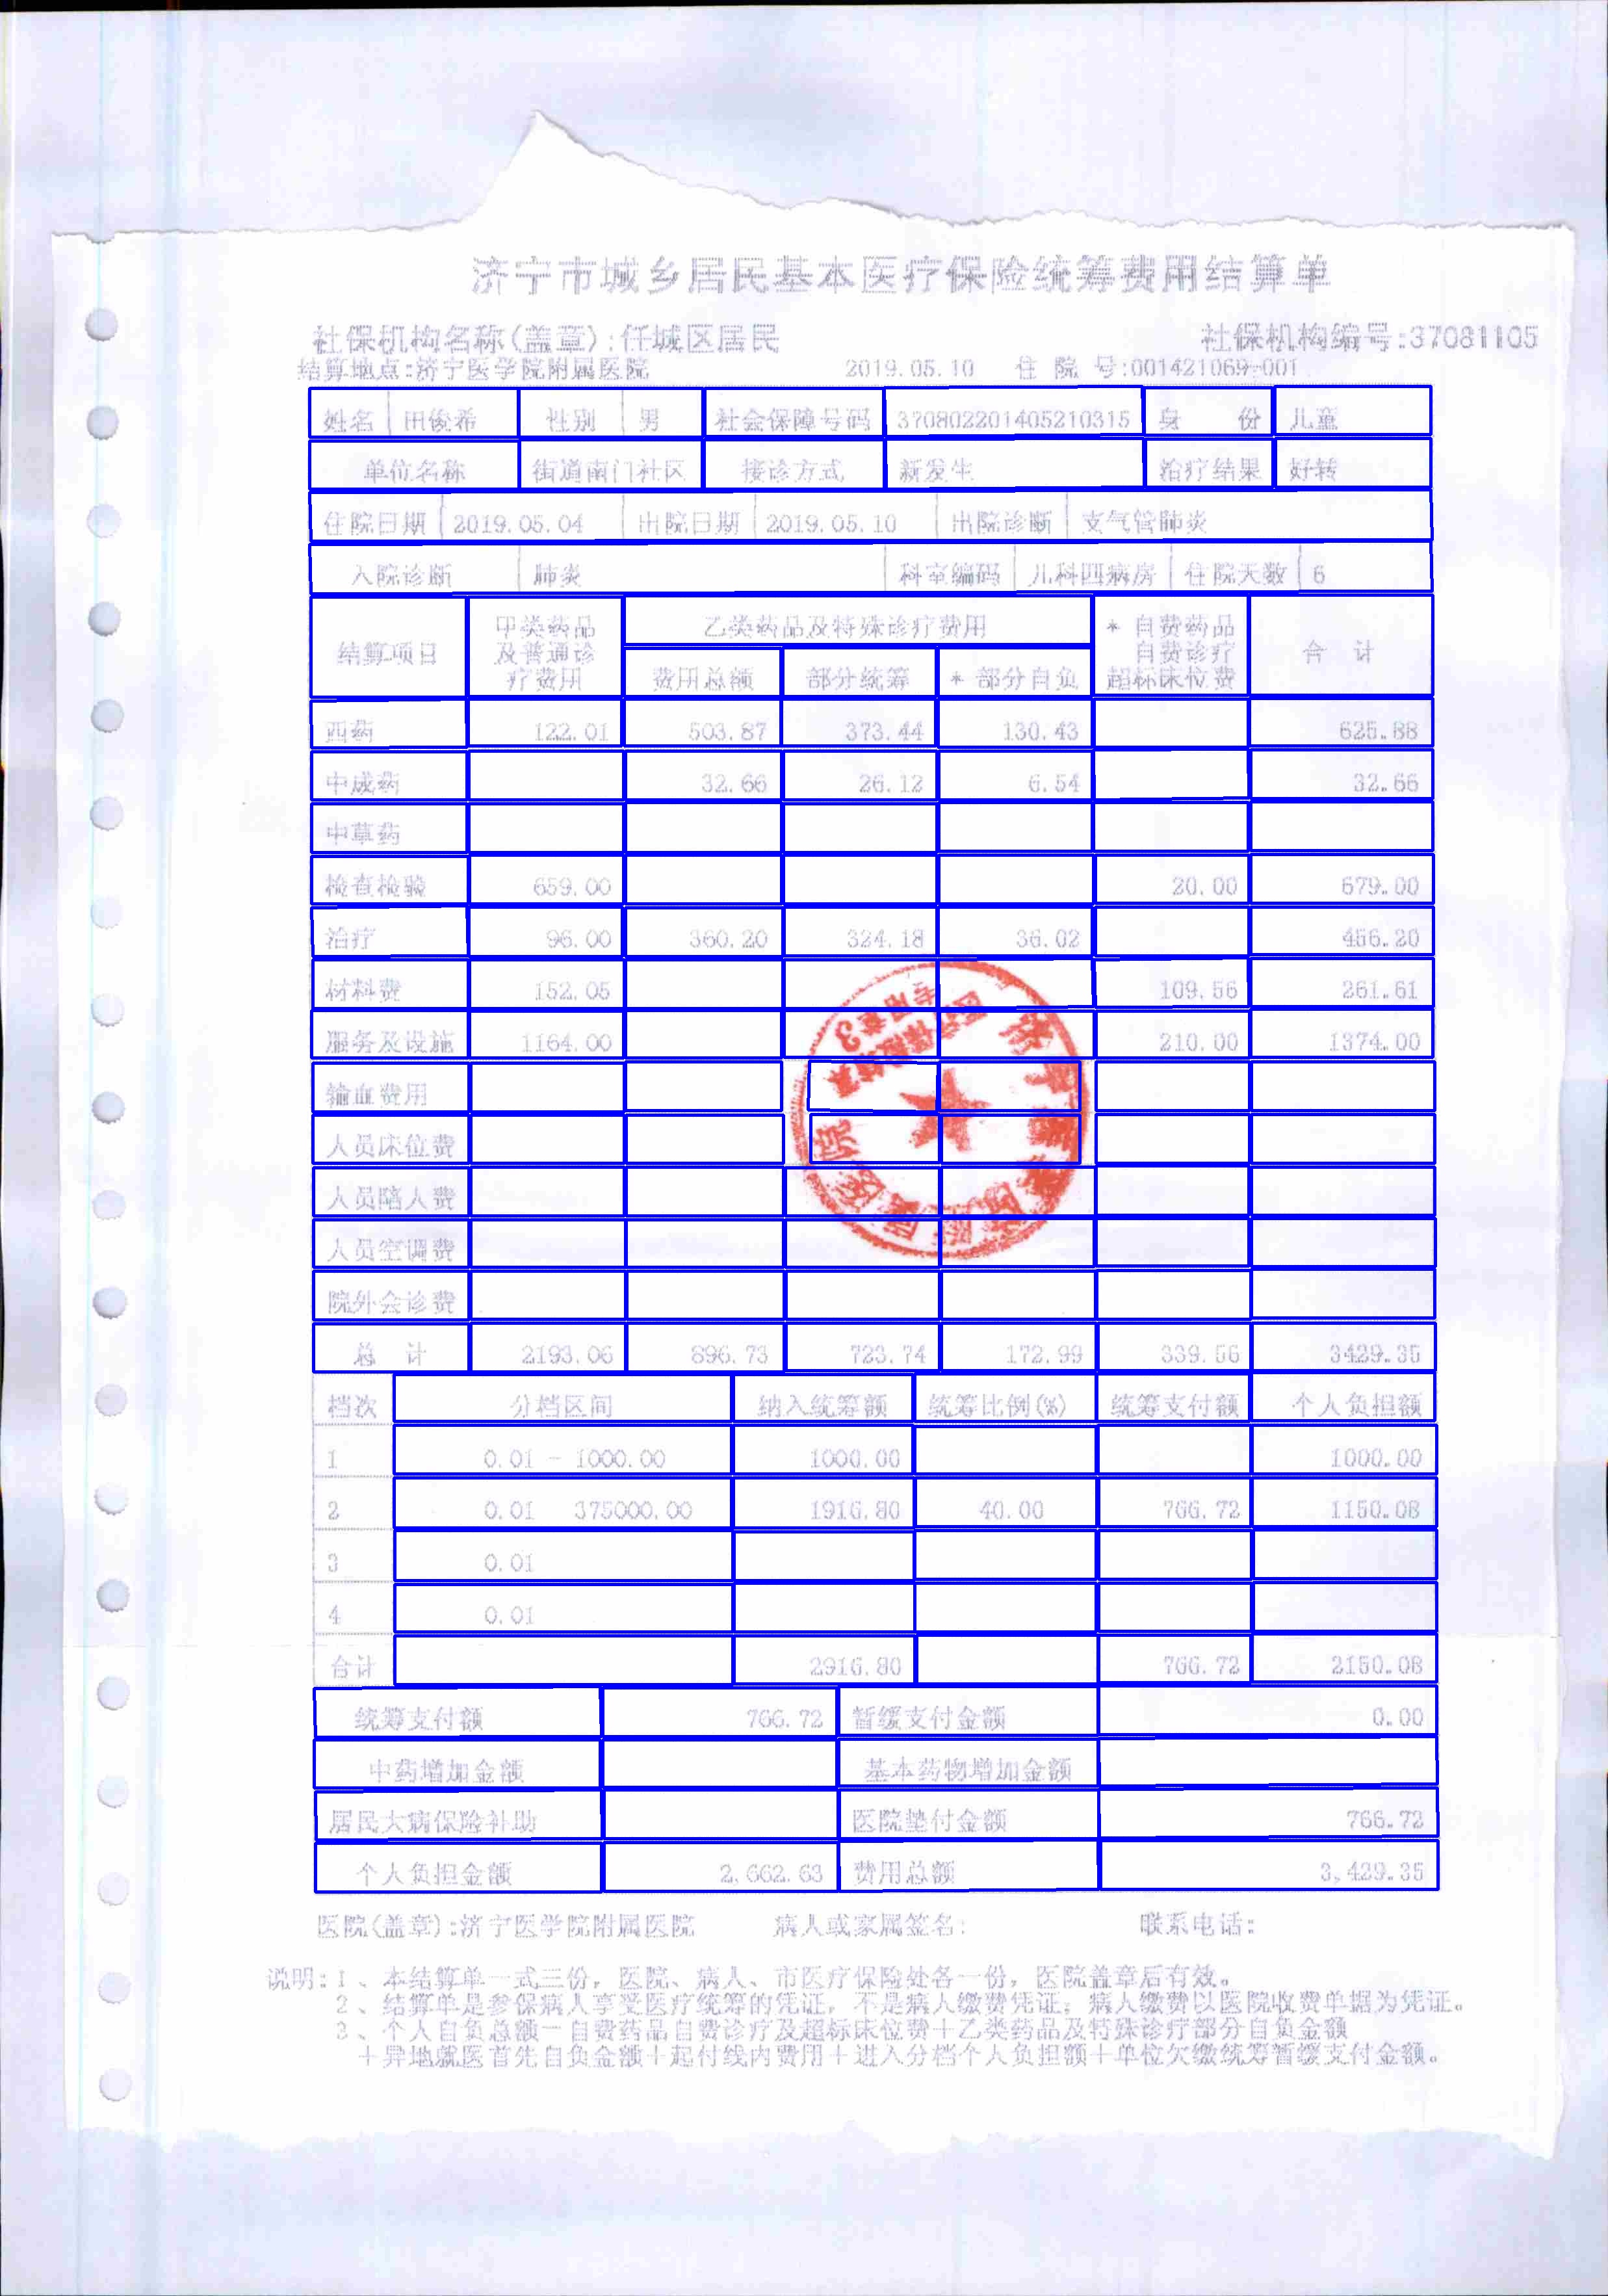 济宁市城乡居民基本医疗保险统筹费用结算单
社保机构名称(盖章):任城区居民 社保机构编号:37081105
结算地点:济宁医学院附属医院 2019.05.10 住 院 号:001421069-001
姓名 田俊希 性别 男 社会保障号码 370802201405210315 身 份 儿童
单位名称 街道南门社区 接诊方式 新发生 治疗结果 好转
住院日期 2019.05.04 出院日期 2019.05.10 出院诊断 支气管肺炎
入院诊断 肺炎 科室编码 儿科四病房 住院天数 6
结算项目 甲类药品及普通诊疗费用 乙类药品及特殊诊疗费用 * 自费药品自费诊疗超标床位费 合 计
费用总额 部分统筹 * 部分自负
西药 122.01 503.87 373.44 130.43 625.88
中成药 32.66 26.12 6.54 32.66
中草药
检查检验 659.00 20.00 679.00
治疗 96.00 360.20 324.18 36.02 456.20
材料费 152.05 109.56 261.61
服务及设施 1164.00 210.00 1374.00
输血费用
人员床位费
人员陪人费
人员空调费
院外会诊费
总 计 2193.06 896.73 723.74 172.99 339.56 3429.35
档次 分档区间 纳入统筹额 统筹比例(%) 统筹支付额 个人负担额
1 0.01 - 1000.00 1000.00 1000.00
2 0.01 375000.00 1916.80 40.00 766.72 1150.08
3 0.01
4 0.01
合计 2916.80 766.72 2150.08
统筹支付额 766.72 暂缓支付金额 0.00
中药增加金额 基本药物增加金额
居民大病保险补助 医院垫付金额 766.72
个人负担金额 2,662.63 费用总额 3,429.35
医院(盖章):济宁医学院附属医院 病人或家属签名: 联系电话:
说明:1、本结算单一式三份，医院、病人、市医疗保险处各一份，医院盖章后有效。
2、结算单是参保病人享受医疗统筹的凭证，不是病人缴费凭证，病人缴费以医院收费单据为凭证。
3、个人自负总额＝自费药品自费诊疗及超标床位费＋乙类药品及特殊诊疗部分自负金额
＋异地就医首先自负金额＋起付线内费用＋进入分档个人负担额＋单位欠缴统筹暂缓支付金额。